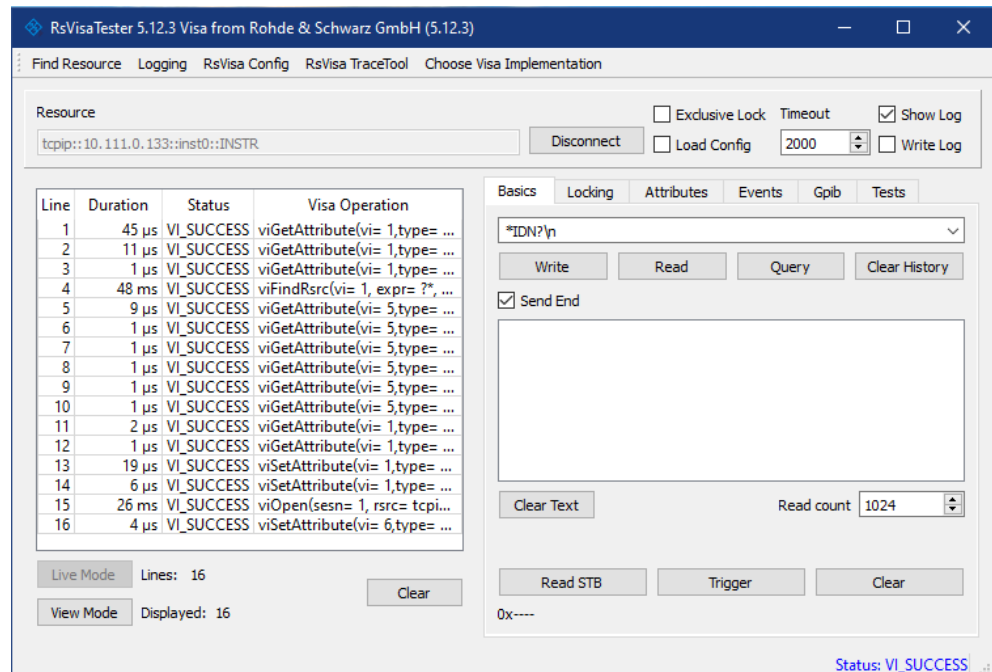 RsVisaTester 5.12.3 Visa from Rohde & Schwarz GmbH (5.12.3)
Find Resource Logging RsVisa Config RsVisa TraceTool Choose Visa Implementation
Resource
Exclusive Lock Timeout Show Log
tcpip::10.111.0.133::inst0::INSTR Disconnect Load Config 2000 Write Log
Basics Locking Attributes Events Gpib Tests
Line Duration Status Visa Operation
1 45 µs VI_SUCCESS viGetAttribute(vi= 1,type= ...
2 11 µs VI_SUCCESS viGetAttribute(vi= 1,type= ...
3 1 µs VI_SUCCESS viGetAttribute(vi= 1,type= ...
4 48 ms VI_SUCCESS viFindRsrc(vi= 1, expr= ?*, ...
5 9 µs VI_SUCCESS viGetAttribute(vi= 5,type= ...
6 1 µs VI_SUCCESS viGetAttribute(vi= 5,type= ...
7 1 µs VI_SUCCESS viGetAttribute(vi= 5,type= ...
8 1 µs VI_SUCCESS viGetAttribute(vi= 5,type= ...
9 1 µs VI_SUCCESS viGetAttribute(vi= 5,type= ...
10 1 µs VI_SUCCESS viGetAttribute(vi= 5,type= ...
11 2 µs VI_SUCCESS viGetAttribute(vi= 1,type= ...
12 1 µs VI_SUCCESS viGetAttribute(vi= 1,type= ...
13 19 µs VI_SUCCESS viSetAttribute(vi= 1,type= ...
14 6 µs VI_SUCCESS viSetAttribute(vi= 1,type= ...
15 26 ms VI_SUCCESS viOpen(sesn= 1, rsrc= tcpi...
16 4 µs VI_SUCCESS viSetAttribute(vi= 6,type= ...
Live Mode Lines: 16
Clear
View Mode Displayed: 16
*IDN?\n
Write Read Query Clear History
Send End
Clear Text Read count 1024
Read STB Trigger Clear
0x----
Status: VI_SUCCESS